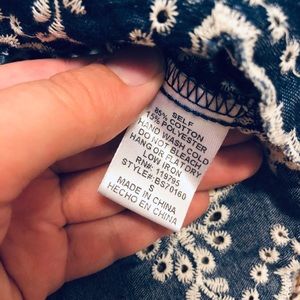 SELF
85% COTTON
15% POLYESTER
HAND WASH COLD
DO NOT BLEACH
HANG OR FLAT DRY
LOW IRON
RN#: 119795
STYLE#:BS70160
S
MADE IN CHINA
HECHO EN CHINA